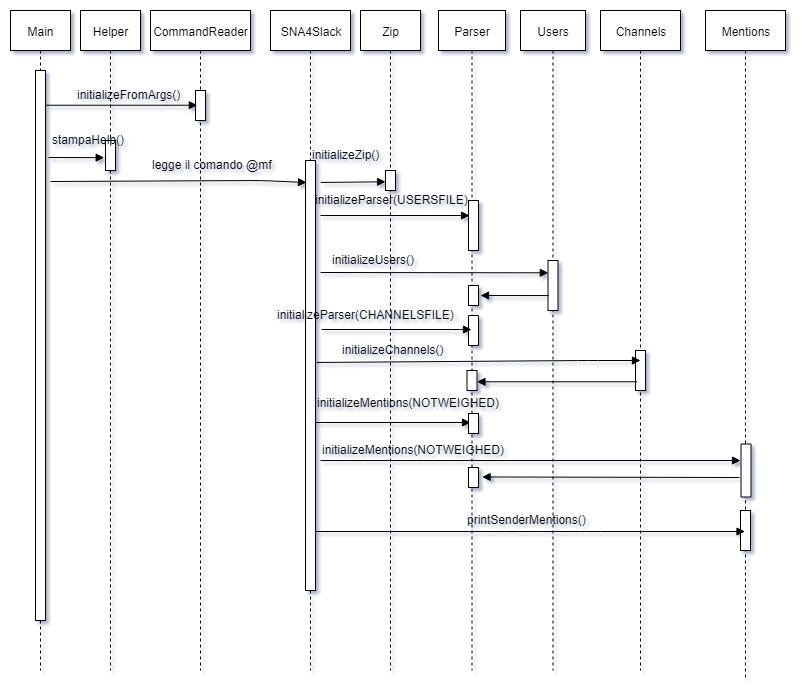 Main
Helper
CommandReader
SNA4Slack
Zip
Parser
Users
Channels
Mentions
initializeFromArgs()
stampaHelp()
legge il comando @mf
initializeZip()
initializeParser(USERSFILE)
initializeUsers()
initializeParser(CHANNELSFILE)
initializeChannels()
initializeMentions(NOTWEIGHED)
initializeMentions(NOTWEIGHED)
printSenderMentions()